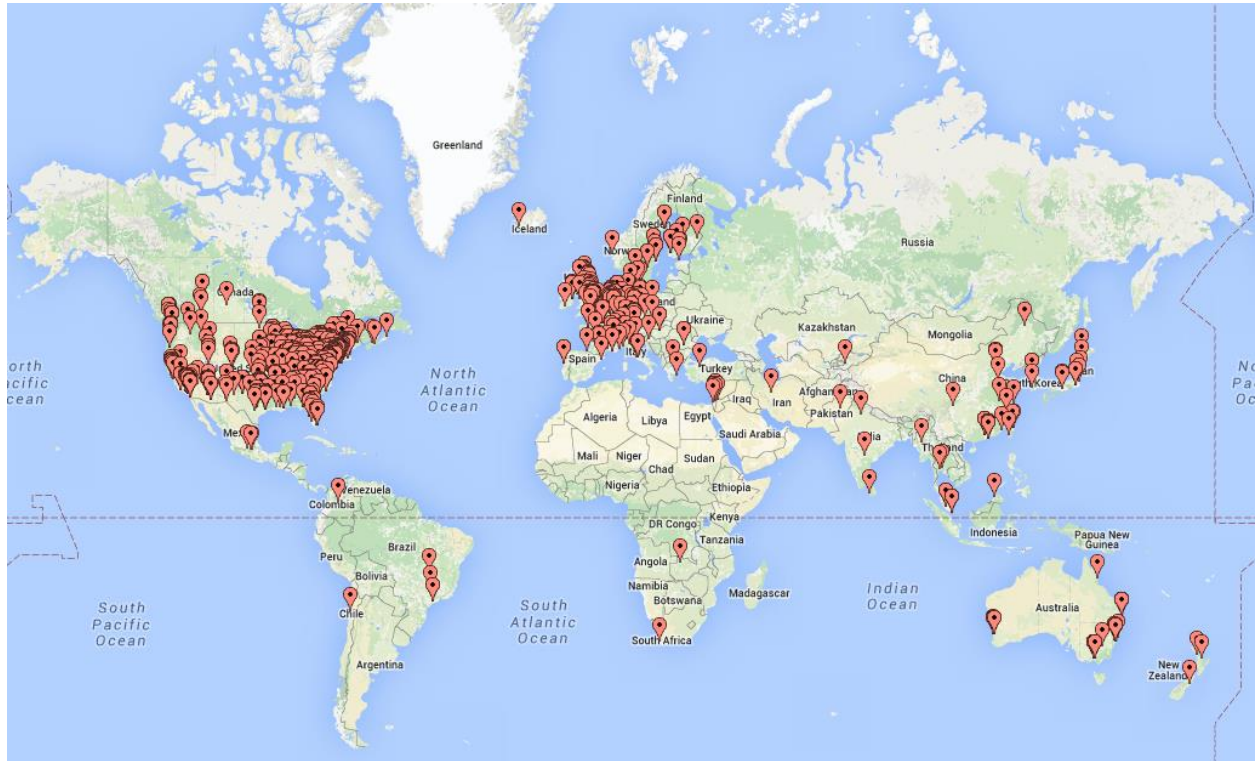 Greenland
Finland
Iceland
Russia
Ukraine
Kazakhstan
Mongolia
Spain
Italy
Turkey
North
Atlantic
Ocean
China
Iraq
Iran
Pakistan
Algeria
Libya
Egypt
Saudi Arabia
Mali
Niger
Chad
Sudan
Nigeria
Ethiopia
Venezuela
Colombia
DR Congo
Kenya
Tanzania
Indonesia
Papua New
Guinea
Peru
Brazil
Bolivia
Angola
Namibia
Botswana
Madagascar
Indian
Ocean
Australia
Chile
South
Pacific
Ocean
South
Atlantic
Ocean
South Africa
Argentina
New
Zealand